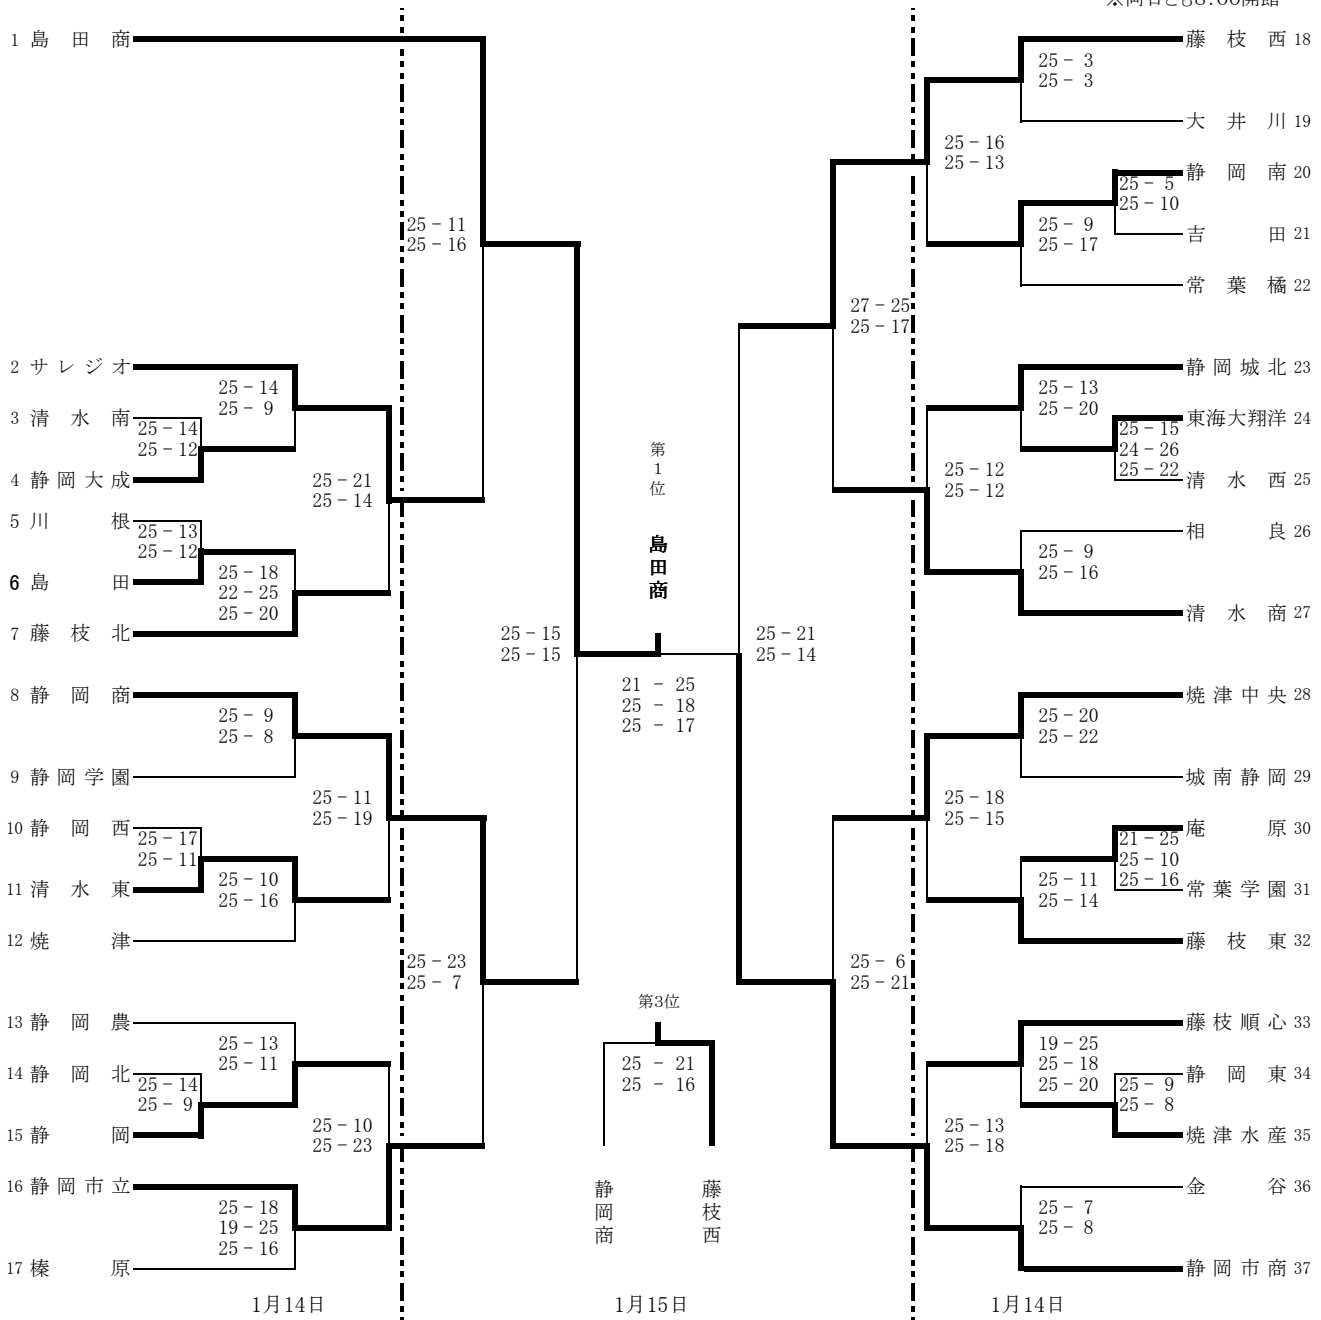 1 島田商
25－11
25－16
2 サレジオ
25－14
25－ 9
3 清水南
25－14
25－12
4 静岡大成
25－21
25－14
5 川根
25－13
25－12
6 島田
25－18
22－25
25－20
7 藤枝北
25－15
25－15
8 静岡商
25－ 9
25－ 8
9 静岡学園
25－11
25－19
10 静岡西
25－17
25－11
11 清水東
25－10
25－16
12 焼津
25－23
25－ 7
13 静岡農
25－13
25－11
14 静岡北
25－14
25－ 9
15 静岡
25－10
25－23
16 静岡市立
25－18
19－25
25－16
17 榛原
第1位
島田商
21 － 25
25 － 18
25 － 17
第3位
25 － 21
25 － 16
静岡商
藤枝西
藤枝西 18
25－ 3
25－ 3
大井川 19
25－16
25－13
静岡南 20
25－ 5
25－10
25－ 9
25－17
吉田 21
常葉橘 22
27－25
25－17
静岡城北 23
25－13
25－20
東海大翔洋 24
25－15
24－26
25－22
25－12
25－12
清水西 25
相良 26
25－ 9
25－16
清水商 27
25－21
25－14
焼津中央 28
25－20
25－22
城南静岡 29
25－18
25－15
庵原 30
21－25
25－10
25－16
25－11
25－14
常葉学園 31
藤枝東 32
25－ 6
25－21
藤枝順心 33
19－25
25－18
25－20
静岡東 34
25－ 9
25－ 8
25－13
25－18
焼津水産 35
金谷 36
25－ 7
25－ 8
静岡市商 37
1月14日
1月15日
1月14日